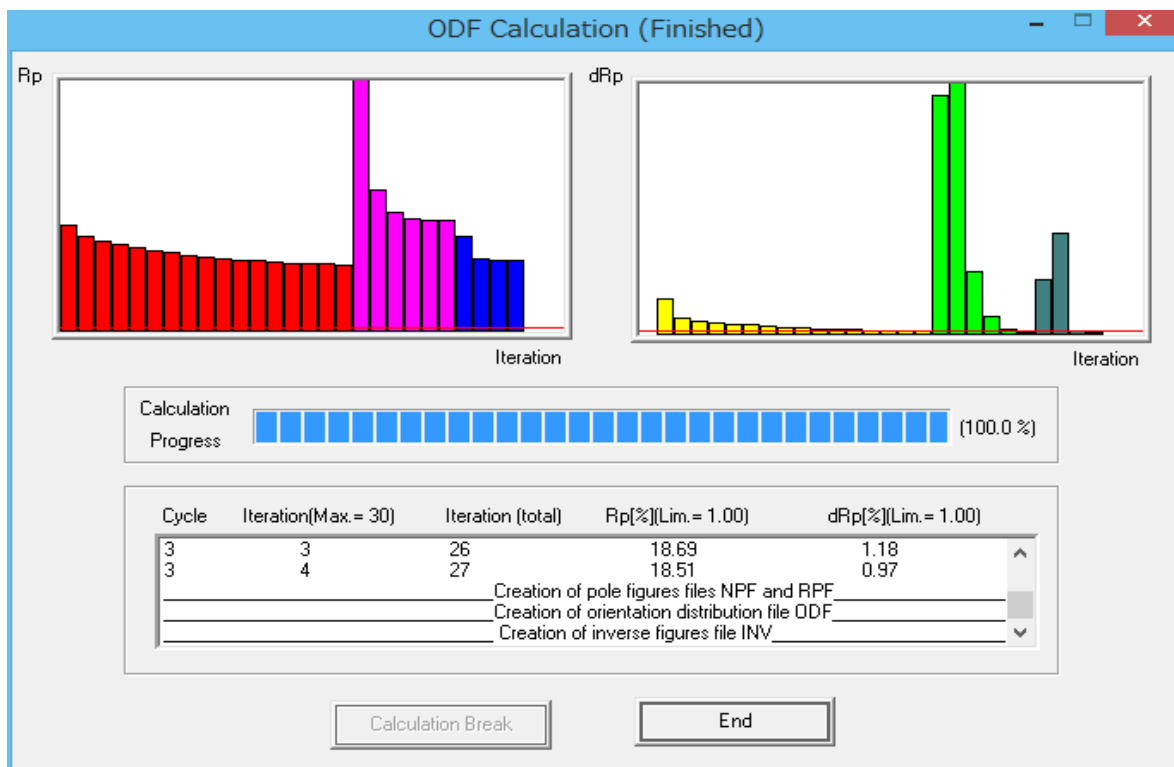 ODF Calculation (Finished)
Rp
dRp
Iteration
Iteration
Calculation
Progress
(100.0 %)
Cycle Iteration(Max.= 30) Iteration (total) Rp[%](Lim.= 1.00) dRp[%](Lim.= 1.00)
3 3 26 18.69 1.18
3 4 27 18.51 0.97
Creation of pole figures files NPF and RPF
Creation of orientation distribution file ODF
Creation of inverse figures file INV
Calculation Break
End